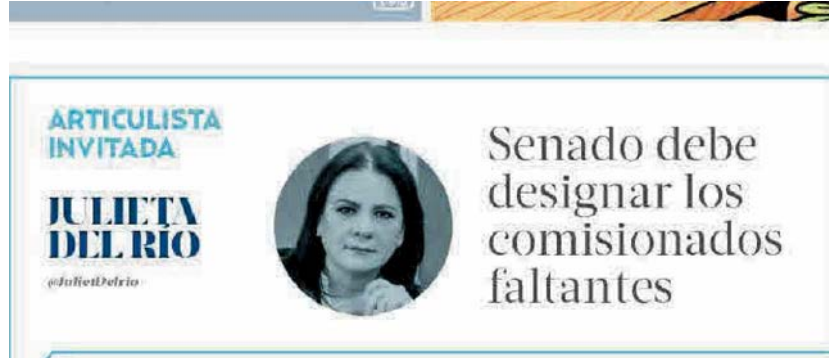 ARTICULISTA
INVITADA
JULIETA
DEL RÍO
@JulietDelrio
Senado debe
designar los
comisionados
faltantes